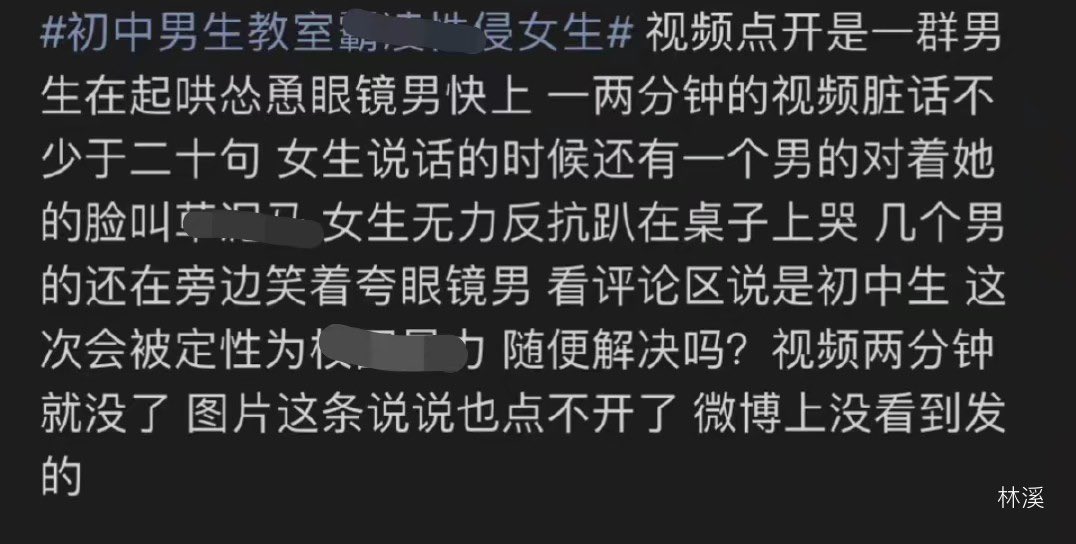 #初中男生教室霸凌性侵女生# 视频点开是一群男
生在起哄怂恿眼镜男快上 一两分钟的视频脏话不
少于二十句 女生说话的时候还有一个男的对着她
的脸叫 女生无力反抗趴在桌子上哭 几个男
的还在旁边笑着夸眼镜男 看评论区说是初中生 这
次会被定性为校园暴力 随便解决吗？视频两分钟
就没了 图片这条说说也点不开了 微博上没看到发
的
林溪